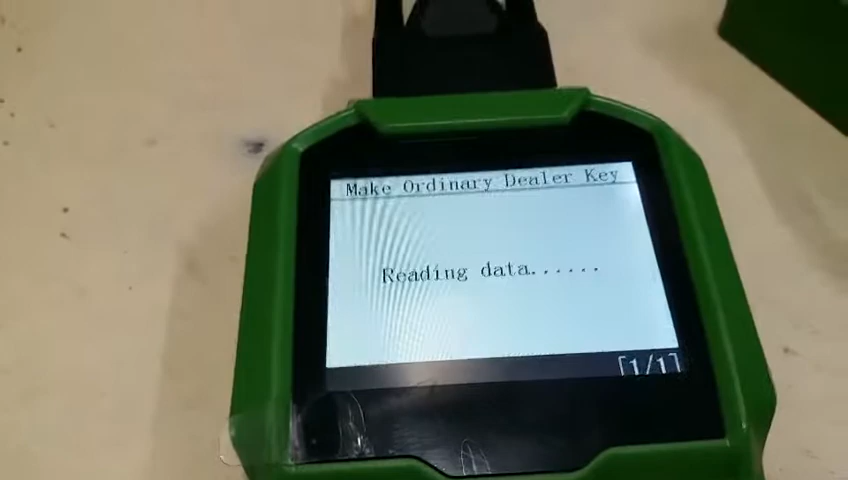 Make Ordinary Dealer Key
Reading data......
[1/1]